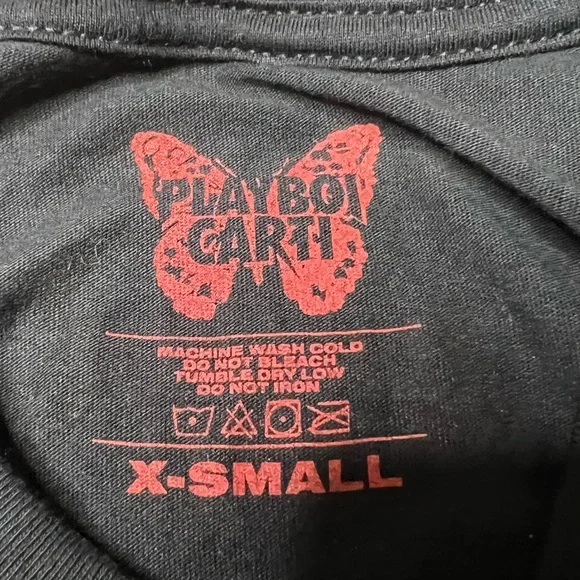 PLAYBOI
CARTI
MACHINE WASH COLD
DO NOT BLEACH
TUMBLE DRY LOW
DO NOT IRON
X-SMALL